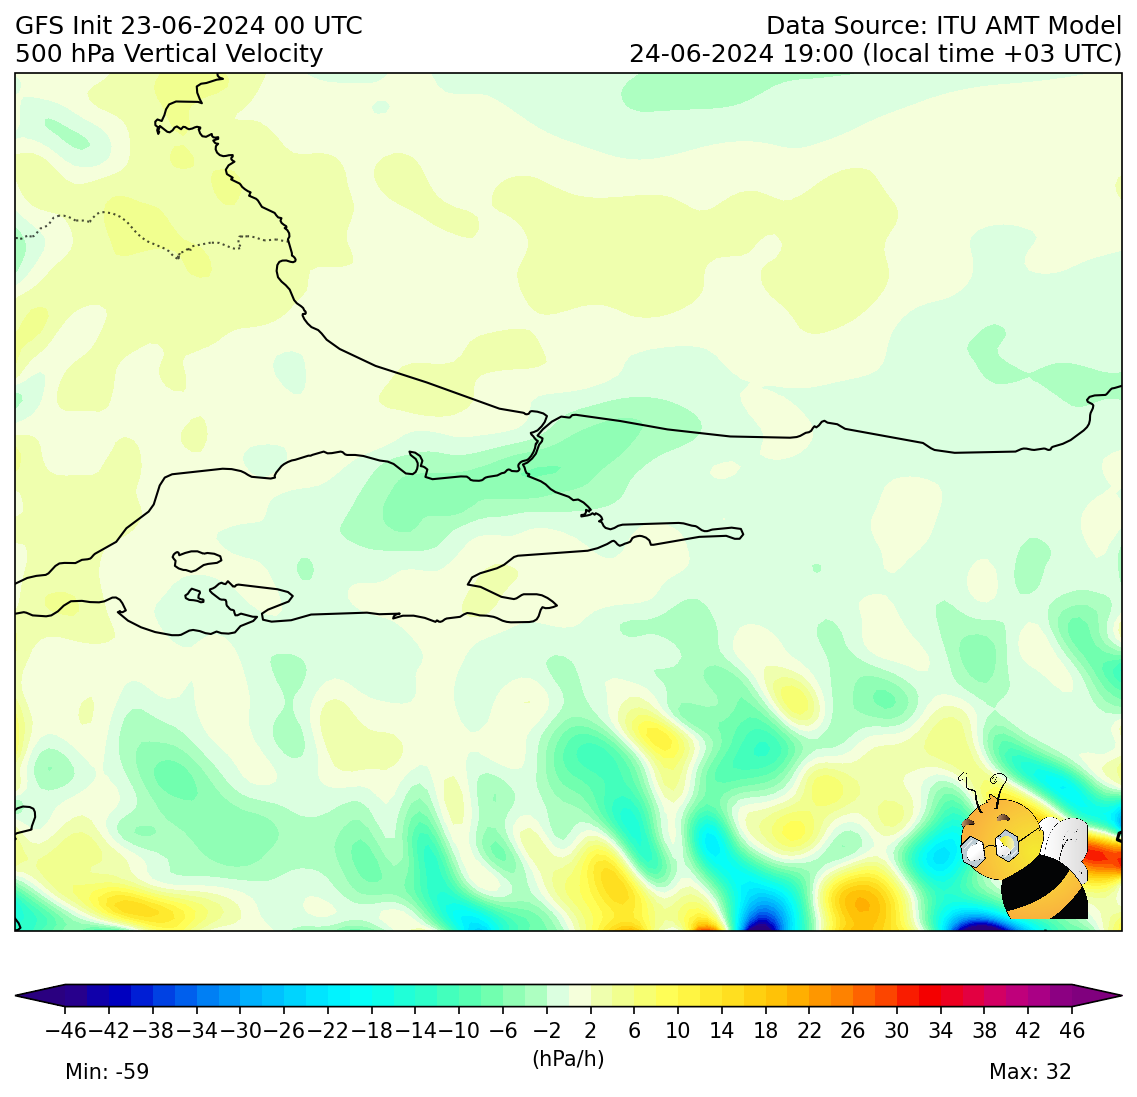 GFS Init 23-06-2024 00 UTC
500 hPa Vertical Velocity
Data Source: ITU AMT Model
24-06-2024 19:00 (local time +03 UTC)
−46 −42 −38 −34 −30 −26 −22 −18 −14 −10 −6 −2 2 6 10 14 18 22 26 30 34 38 42 46
(hPa/h)
Min: -59
Max: 32